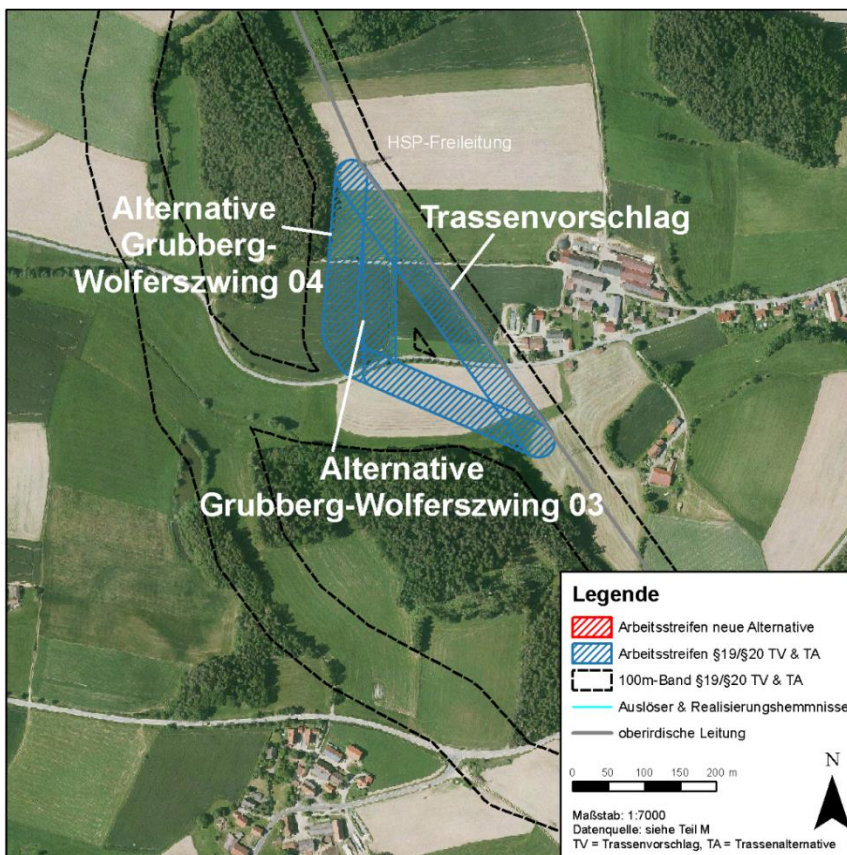 HSP-Freileitung
Alternative
Grubberg-
Wolferszwing 04
Trassenvorschlag
Alternative
Grubberg-Wolferszwing 03
Legende
Arbeitsstreifen neue Alternative
Arbeitsstreifen §19/§20 TV & TA
100m-Band §19/§20 TV & TA
Auslöser & Realisierungshemmnisse
oberirdische Leitung
0 50 100 150 200 m
N
Maßstab: 1:7000
Datenquelle: siehe Teil M
TV = Trassenvorschlag, TA = Trassenalternative